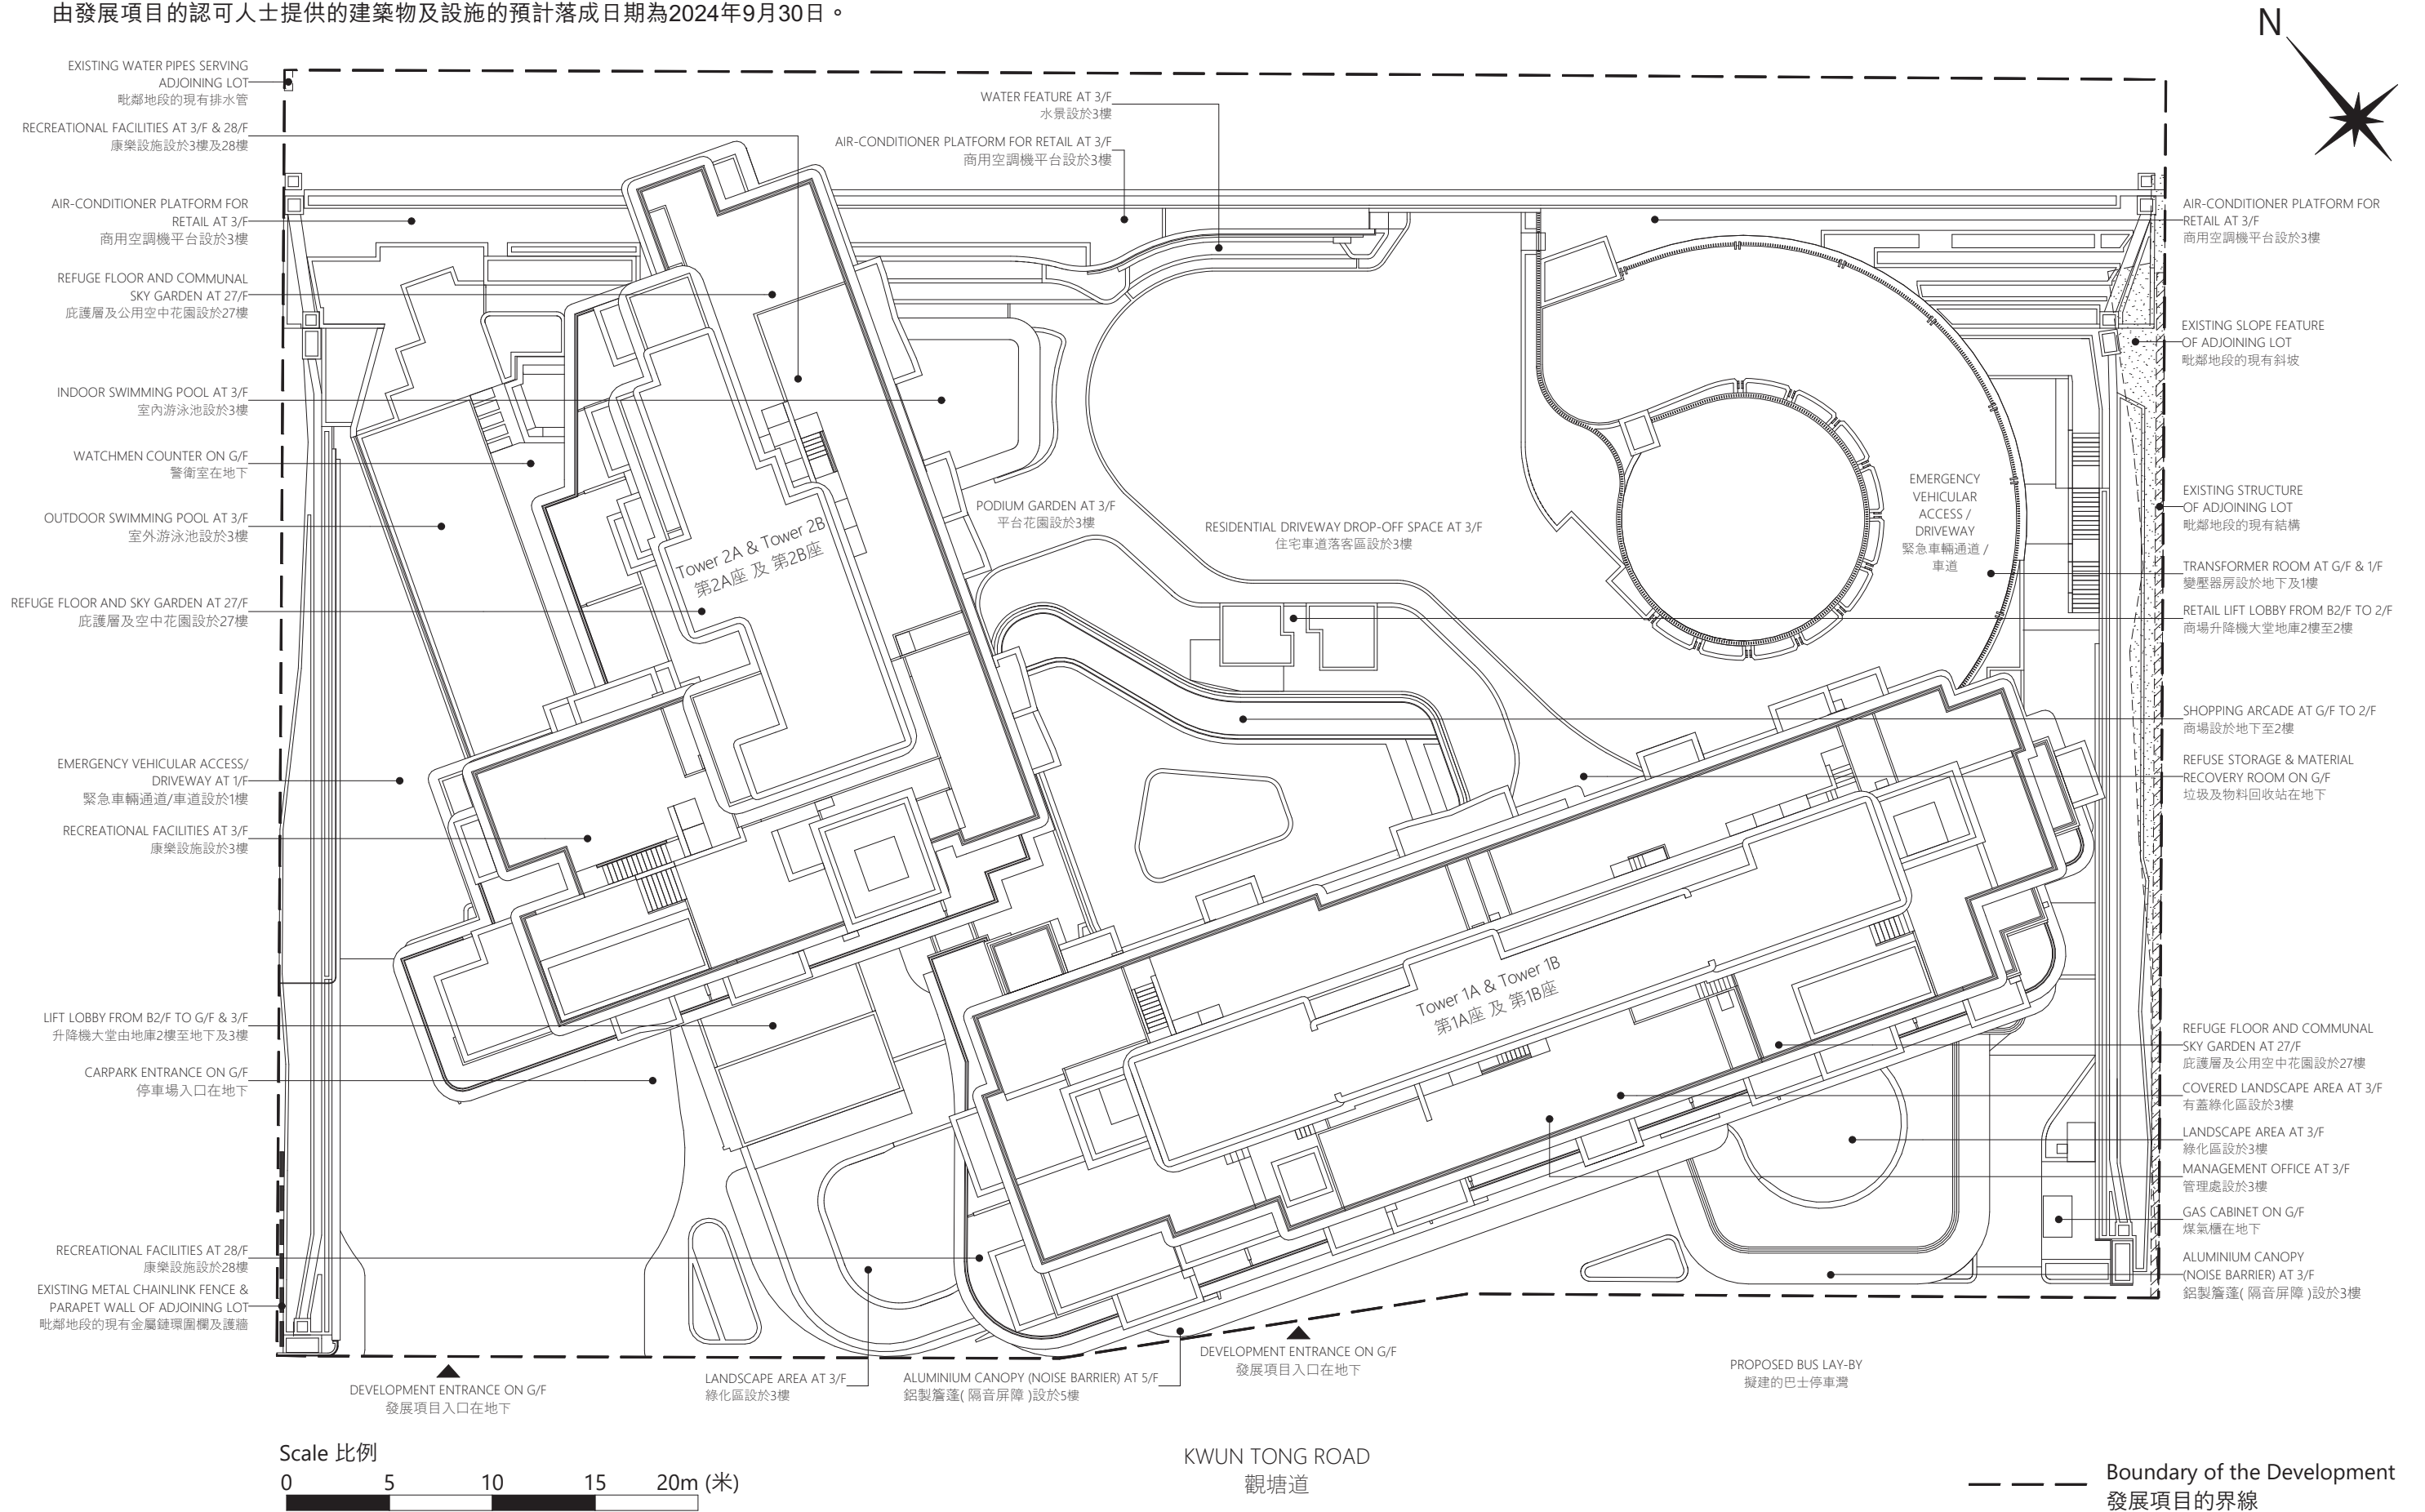 由發展項目的認可人士提供的建築物及設施的預計落成日期為2024年9月30日。
N
EXISTING WATER PIPES SERVING
ADJOINING LOT
毗鄰地段的現有排水管
RECREATIONAL FACILITIES AT 3/F & 28/F
康樂設施設於3樓及28樓
AIR-CONDITIONER PLATFORM FOR
RETAIL AT 3/F
商用空調機平台設於3樓
REFUGE FLOOR AND COMMUNAL
SKY GARDEN AT 27/F
庇護層及公用空中花園設於27樓
INDOOR SWIMMING POOL AT 3/F
室內游泳池設於3樓
WATCHMEN COUNTER ON G/F
警衛室在地下
OUTDOOR SWIMMING POOL AT 3/F
室外游泳池設於3樓
REFUGE FLOOR AND SKY GARDEN AT 27/F
庇護層及空中花園設於27樓
EMERGENCY VEHICULAR ACCESS/
DRIVEWAY AT 1/F
緊急車輛通道/車道設於1樓
RECREATIONAL FACILITIES AT 3/F
康樂設施設於3樓
LIFT LOBBY FROM B2/F TO G/F & 3/F
升降機大堂由地庫2樓至地下及3樓
CARPARK ENTRANCE ON G/F
停車場入口在地下
RECREATIONAL FACILITIES AT 28/F
康樂設施設於28樓
EXISTING METAL CHAINLINK FENCE &
PARAPET WALL OF ADJOINING LOT
毗鄰地段的現有金屬鏈環圍欄及護牆
WATER FEATURE AT 3/F
水景設於3樓
AIR-CONDITIONER PLATFORM FOR RETAIL AT 3/F
商用空調機平台設於3樓
PODIUM GARDEN AT 3/F
平台花園設於3樓
RESIDENTIAL DRIVEWAY DROP-OFF SPACE AT 3/F
住宅車道落客區設於3樓
EMERGENCY
VEHICULAR
ACCESS /
DRIVEWAY
緊急車輛通道 /
車道
Tower 2A & Tower 2B
第2A座 及 第2B座
Tower 1A & Tower 1B
第1A座 及 第1B座
AIR-CONDITIONER PLATFORM FOR
RETAIL AT 3/F
商用空調機平台設於3樓
EXISTING SLOPE FEATURE
OF ADJOINING LOT
毗鄰地段的現有斜坡
EXISTING STRUCTURE
OF ADJOINING LOT
毗鄰地段的現有結構
TRANSFORMER ROOM AT G/F & 1/F
變壓器房設於地下及1樓
RETAIL LIFT LOBBY FROM B2/F TO 2/F
商場升降機大堂地庫2樓至2樓
SHOPPING ARCADE AT G/F TO 2/F
商場設於地下至2樓
REFUSE STORAGE & MATERIAL
RECOVERY ROOM ON G/F
垃圾及物料回收站在地下
REFUGE FLOOR AND COMMUNAL
SKY GARDEN AT 27/F
庇護層及公用空中花園設於27樓
COVERED LANDSCAPE AREA AT 3/F
有蓋綠化區設於3樓
LANDSCAPE AREA AT 3/F
綠化區設於3樓
MANAGEMENT OFFICE AT 3/F
管理處設於3樓
GAS CABINET ON G/F
煤氣櫃在地下
ALUMINIUM CANOPY
(NOISE BARRIER) AT 3/F
鋁製簷蓬( 隔音屏障 )設於3樓
DEVELOPMENT ENTRANCE ON G/F
發展項目入口在地下
LANDSCAPE AREA AT 3/F
綠化區設於3樓
ALUMINIUM CANOPY (NOISE BARRIER) AT 5/F
鋁製簷蓬( 隔音屏障 )設於5樓
DEVELOPMENT ENTRANCE ON G/F
發展項目入口在地下
PROPOSED BUS LAY-BY
擬建的巴士停車灣
Scale 比例
0 5 10 15 20m (米)
KWUN TONG ROAD
觀塘道
Boundary of the Development
發展項目的界線